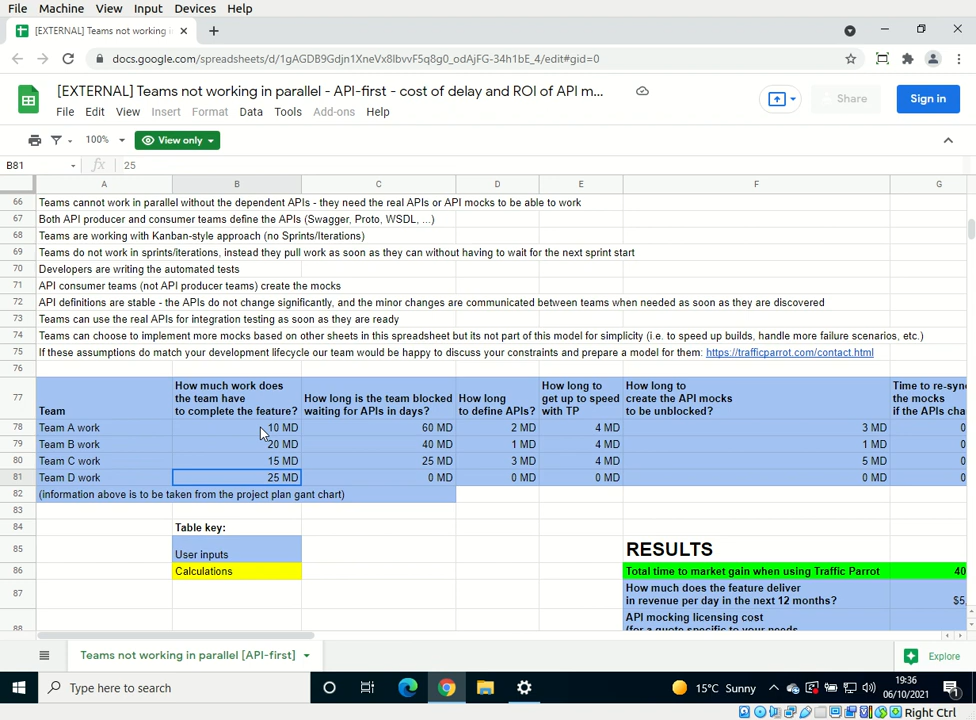 File Machine View Input Devices Help
[EXTERNAL] Teams not working in
docs.google.com/spreadsheets/d/1gAGDB9Gdjn1XneVx8lbvvF5q8g0_odAjFG-34h1bE_4/edit#gid=0
[EXTERNAL] Teams not working in parallel - API-first - cost of delay and ROI of API m...
Share
Sign in
File Edit View Insert Format Data Tools Add-ons Help
100% View only
B81 fx 25
A B C D E F G
66 Teams cannot work in parallel without the dependent APIs - they need the real APIs or API mocks to be able to work
67 Both API producer and consumer teams define the APIs (Swagger, Proto, WSDL, ...)
68 Teams are working with Kanban-style approach (no Sprints/Iterations)
69 Teams do not work in sprints/iterations, instead they pull work as soon as they can without having to wait for the next sprint start
70 Developers are writing the automated tests
71 API consumer teams (not API producer teams) create the mocks
72 API definitions are stable - the APIs do not change significantly, and the minor changes are communicated between teams when needed as soon as they are discovered
73 Teams can use the real APIs for integration testing as soon as they are ready
74 Teams can choose to implement more mocks based on other sheets in this spreadsheet but its not part of this model for simplicity (i.e. to speed up builds, handle more failure scenarios, etc.)
75 If these assumptions do match your development lifecycle our team would be happy to discuss your constraints and prepare a model for them: https://trafficparrot.com/contact.html
76
77
Team
How much work does
the team have
to complete the feature?
How long is the team blocked
waiting for APIs in days?
How long
to define APIs?
How long to
get up to speed
with TP
How long to
create the API mocks
to be unblocked?
Time to re-sync
the mocks
if the APIs cha
78 Team A work 10 MD 60 MD 2 MD 4 MD 3 MD 0
79 Team B work 20 MD 40 MD 1 MD 4 MD 1 MD 0
80 Team C work 15 MD 25 MD 3 MD 4 MD 5 MD 0
81 Team D work 25 MD 0 MD 0 MD 0 MD 0 MD 0
82 (information above is to be taken from the project plan gant chart)
83
84 Table key:
85 User inputs RESULTS
86 Calculations Total time to market gain when using Traffic Parrot 40
87 How much does the feature deliver
in revenue per day in the next 12 months? $5
88 API mocking licensing cost
(for a quote specific to your needs
Teams not working in parallel [API-first]
Explore
Type here to search
15°C Sunny
19:36
06/10/2021
1
Right Ctrl